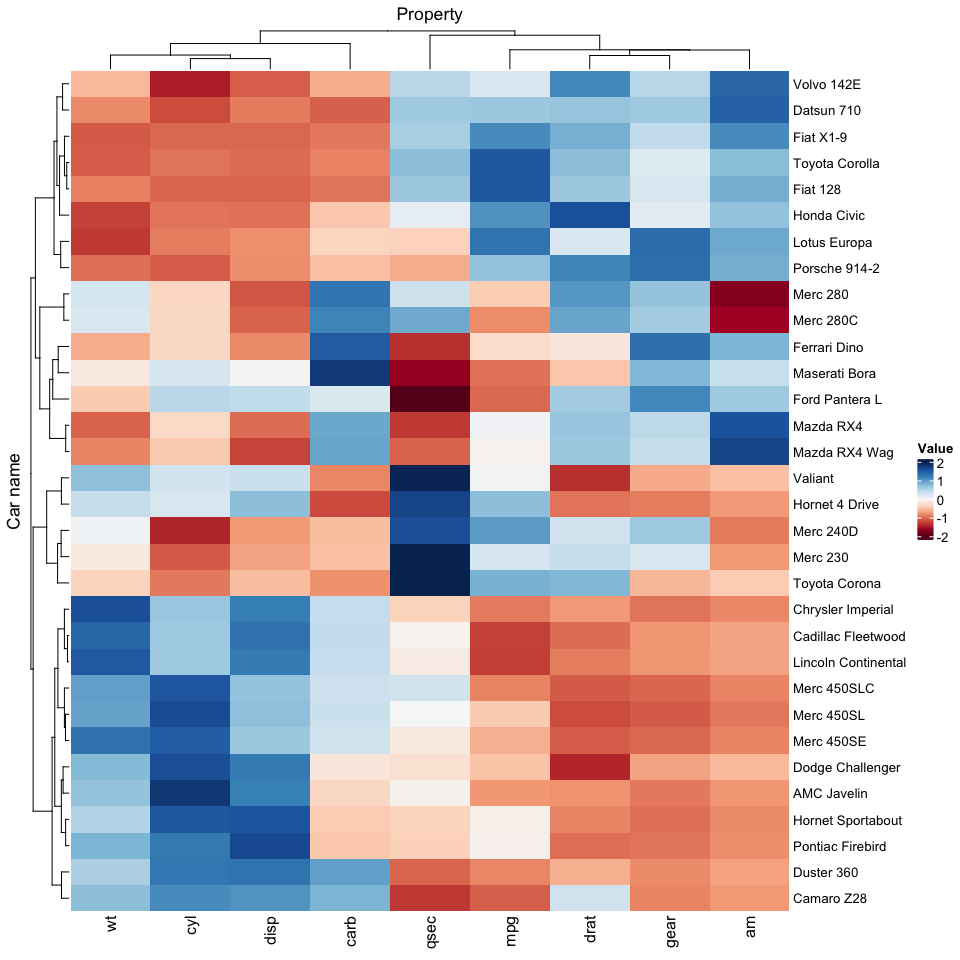 Property
Volvo 142E
Datsun 710
Fiat X1-9
Toyota Corolla
Fiat 128
Honda Civic
Lotus Europa
Porsche 914-2
Merc 280
Merc 280C
Ferrari Dino
Maserati Bora
Ford Pantera L
Mazda RX4
Mazda RX4 Wag
Valiant
Hornet 4 Drive
Merc 240D
Merc 230
Toyota Corona
Chrysler Imperial
Cadillac Fleetwood
Lincoln Continental
Merc 450SLC
Merc 450SL
Merc 450SE
Dodge Challenger
AMC Javelin
Hornet Sportabout
Pontiac Firebird
Duster 360
Camaro Z28
Car name
wt cyl disp carb qsec mpg drat gear am
Value
2
1
0
-1
-2